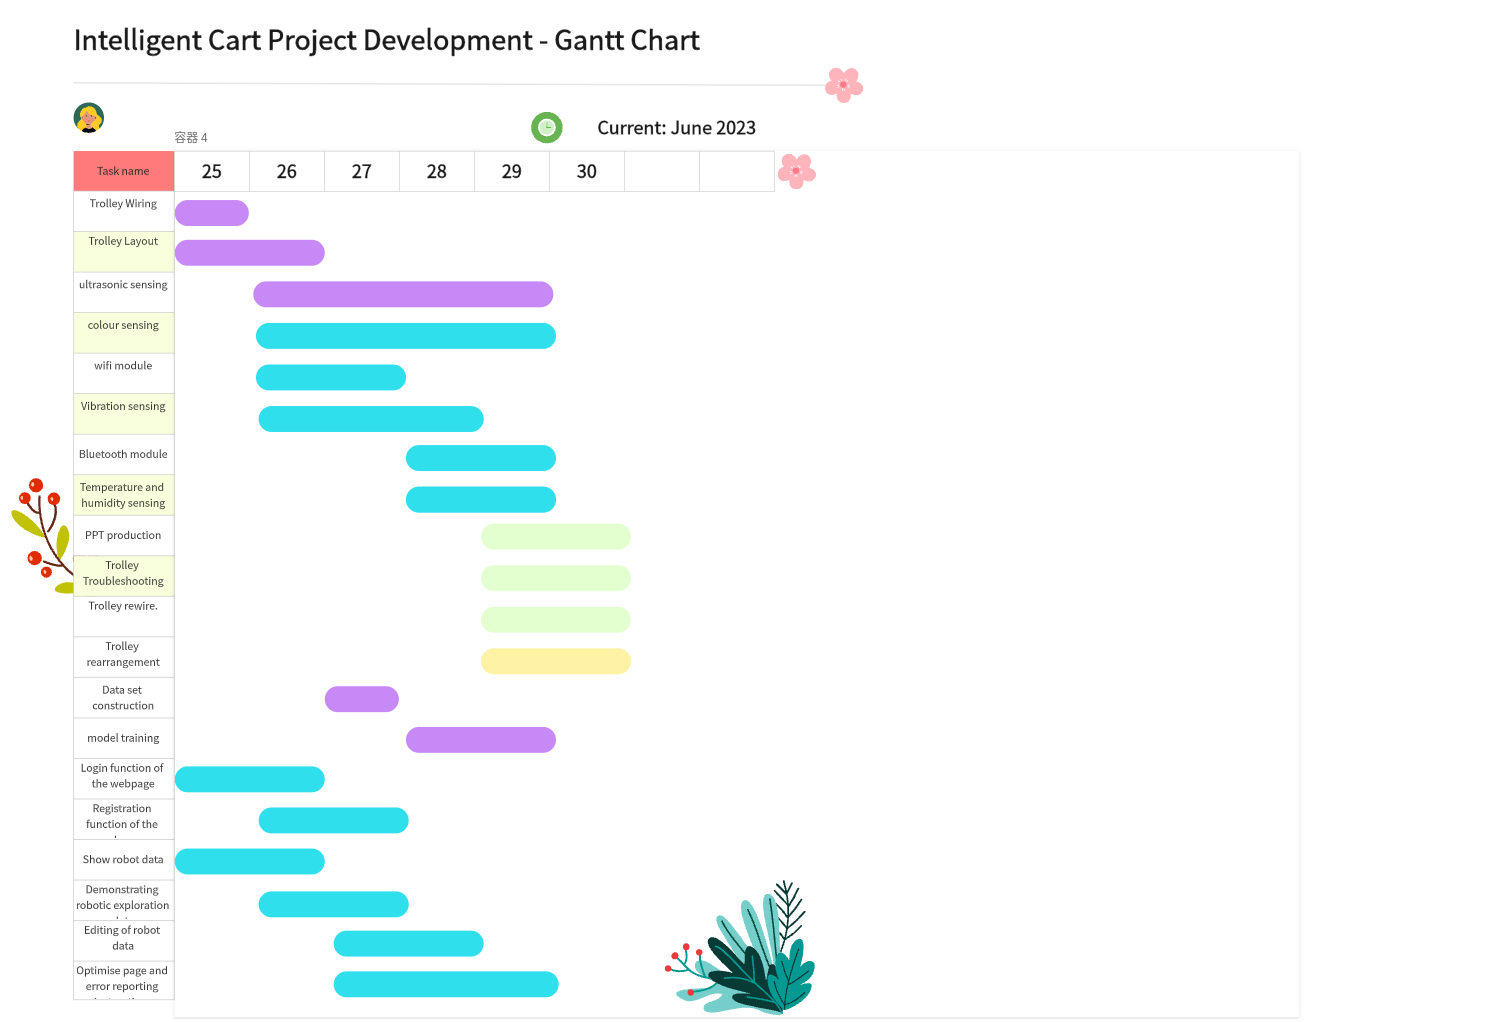 Intelligent Cart Project Development - Gantt Chart
容器 4
Current: June 2023
Task name
25 26 27 28 29 30
Trolley Wiring
Trolley Layout
ultrasonic sensing
colour sensing
wifi module
Vibration sensing
Bluetooth module
Temperature and
humidity sensing
PPT production
Trolley
Troubleshooting
Trolley rewire.
Trolley
rearrangement
Data set
construction
model training
Login function of
the webpage
Registration
function of the
Show robot data
Demonstrating
robotic exploration
Editing of robot
data
Optimise page and
error reporting